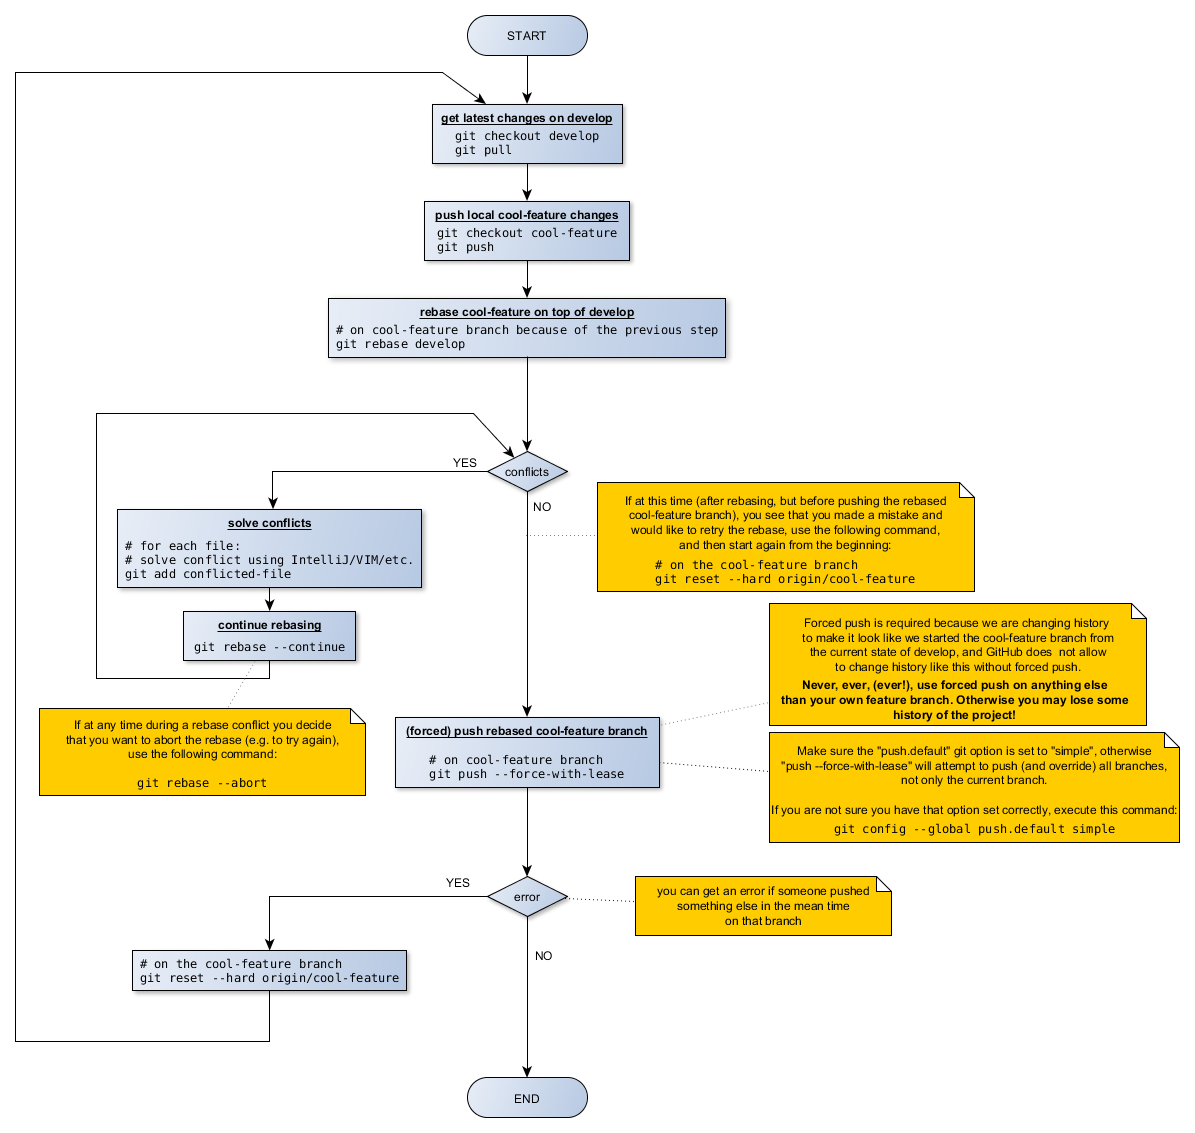 START
get latest changes on develop
git checkout develop
git pull
push local cool-feature changes
git checkout cool-feature
git push
rebase cool-feature on top of develop
# on cool-feature branch because of the previous step
git rebase develop
conflicts
YES
NO
solve conflicts
# for each file:
# solve conflict using IntelliJ/VIM/etc.
git add conflicted-file
continue rebasing
git rebase --continue
If at any time during a rebase conflict you decide
that you want to abort the rebase (e.g. to try again),
use the following command:
git rebase --abort
If at this time (after rebasing, but before pushing the rebased
cool-feature branch), you see that you made a mistake and
would like to retry the rebase, use the following command,
and then start again from the beginning:
# on the cool-feature branch
git reset --hard origin/cool-feature
Forced push is required because we are changing history
to make it look like we started the cool-feature branch from
the current state of develop, and GitHub does  not allow
to change history like this without forced push.
Never, ever, (ever!), use forced push on anything else
than your own feature branch. Otherwise you may lose some
history of the project!
(forced) push rebased cool-feature branch
# on cool-feature branch
git push --force-with-lease
Make sure the "push.default" git option is set to "simple", otherwise
"push --force-with-lease" will attempt to push (and override) all branches,
not only the current branch.
If you are not sure you have that option set correctly, execute this command:
git config --global push.default simple
error
YES
NO
you can get an error if someone pushed
something else in the mean time
on that branch
# on the cool-feature branch
git reset --hard origin/cool-feature
END